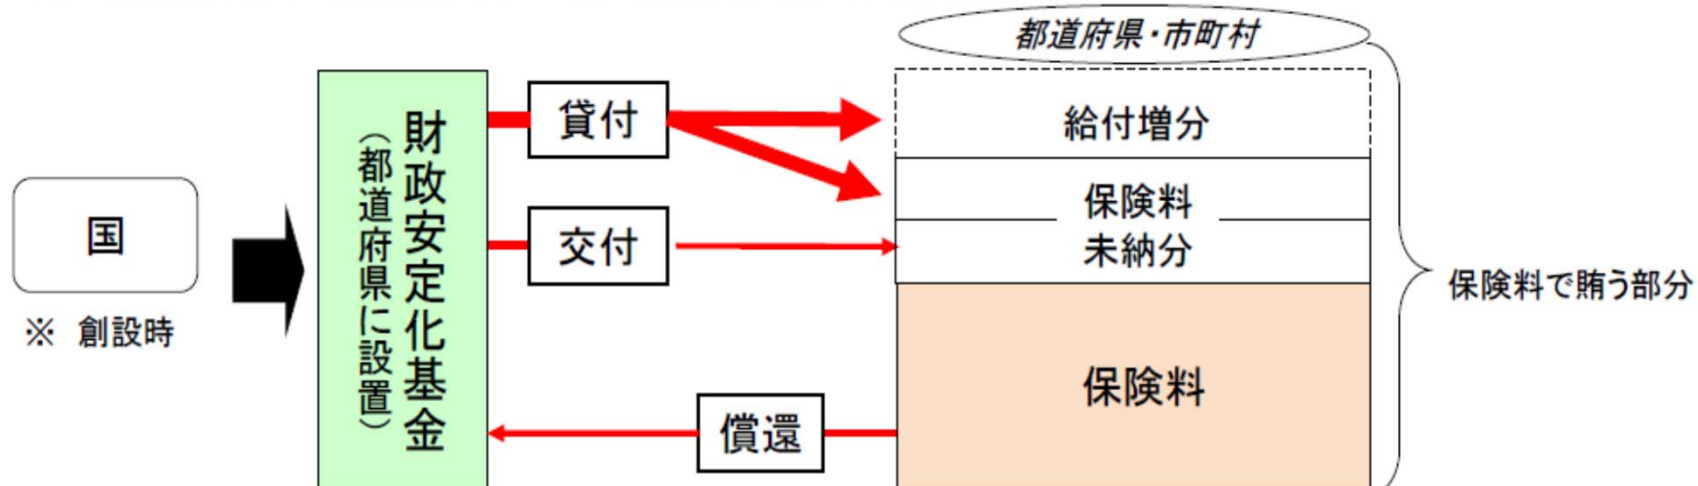 国
※ 創設時
財政安定化基金
（都道府県に設置）
貸付
交付
償還
都道府県・市町村
給付増分
保険料
未納分
保険料
保険料で賄う部分